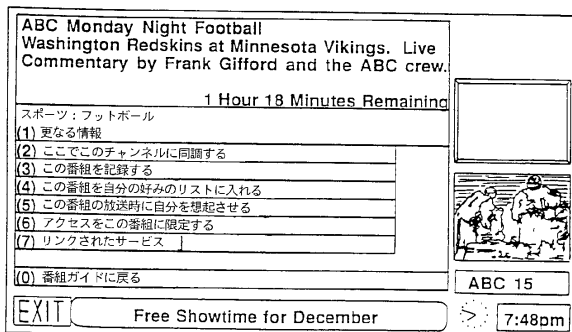 ABC Monday Night Football
Washington Redskins at Minnesota Vikings. Live
Commentary by Frank Gifford and the ABC crew.
1 Hour 18 Minutes Remaining
スポーツ：フットボール
(1) 更なる情報
(2) ここでこのチャンネルに同調する
(3) この番組を記録する
(4) この番組を自分の好みのリストに入れる
(5) この番組の放送時に自分を想起させる
(6) アクセスをこの番組に限定する
(7) リンクされたサービス
(0) 番組ガイドに戻る
ABC 15
EXIT
Free Showtime for December
7:48pm